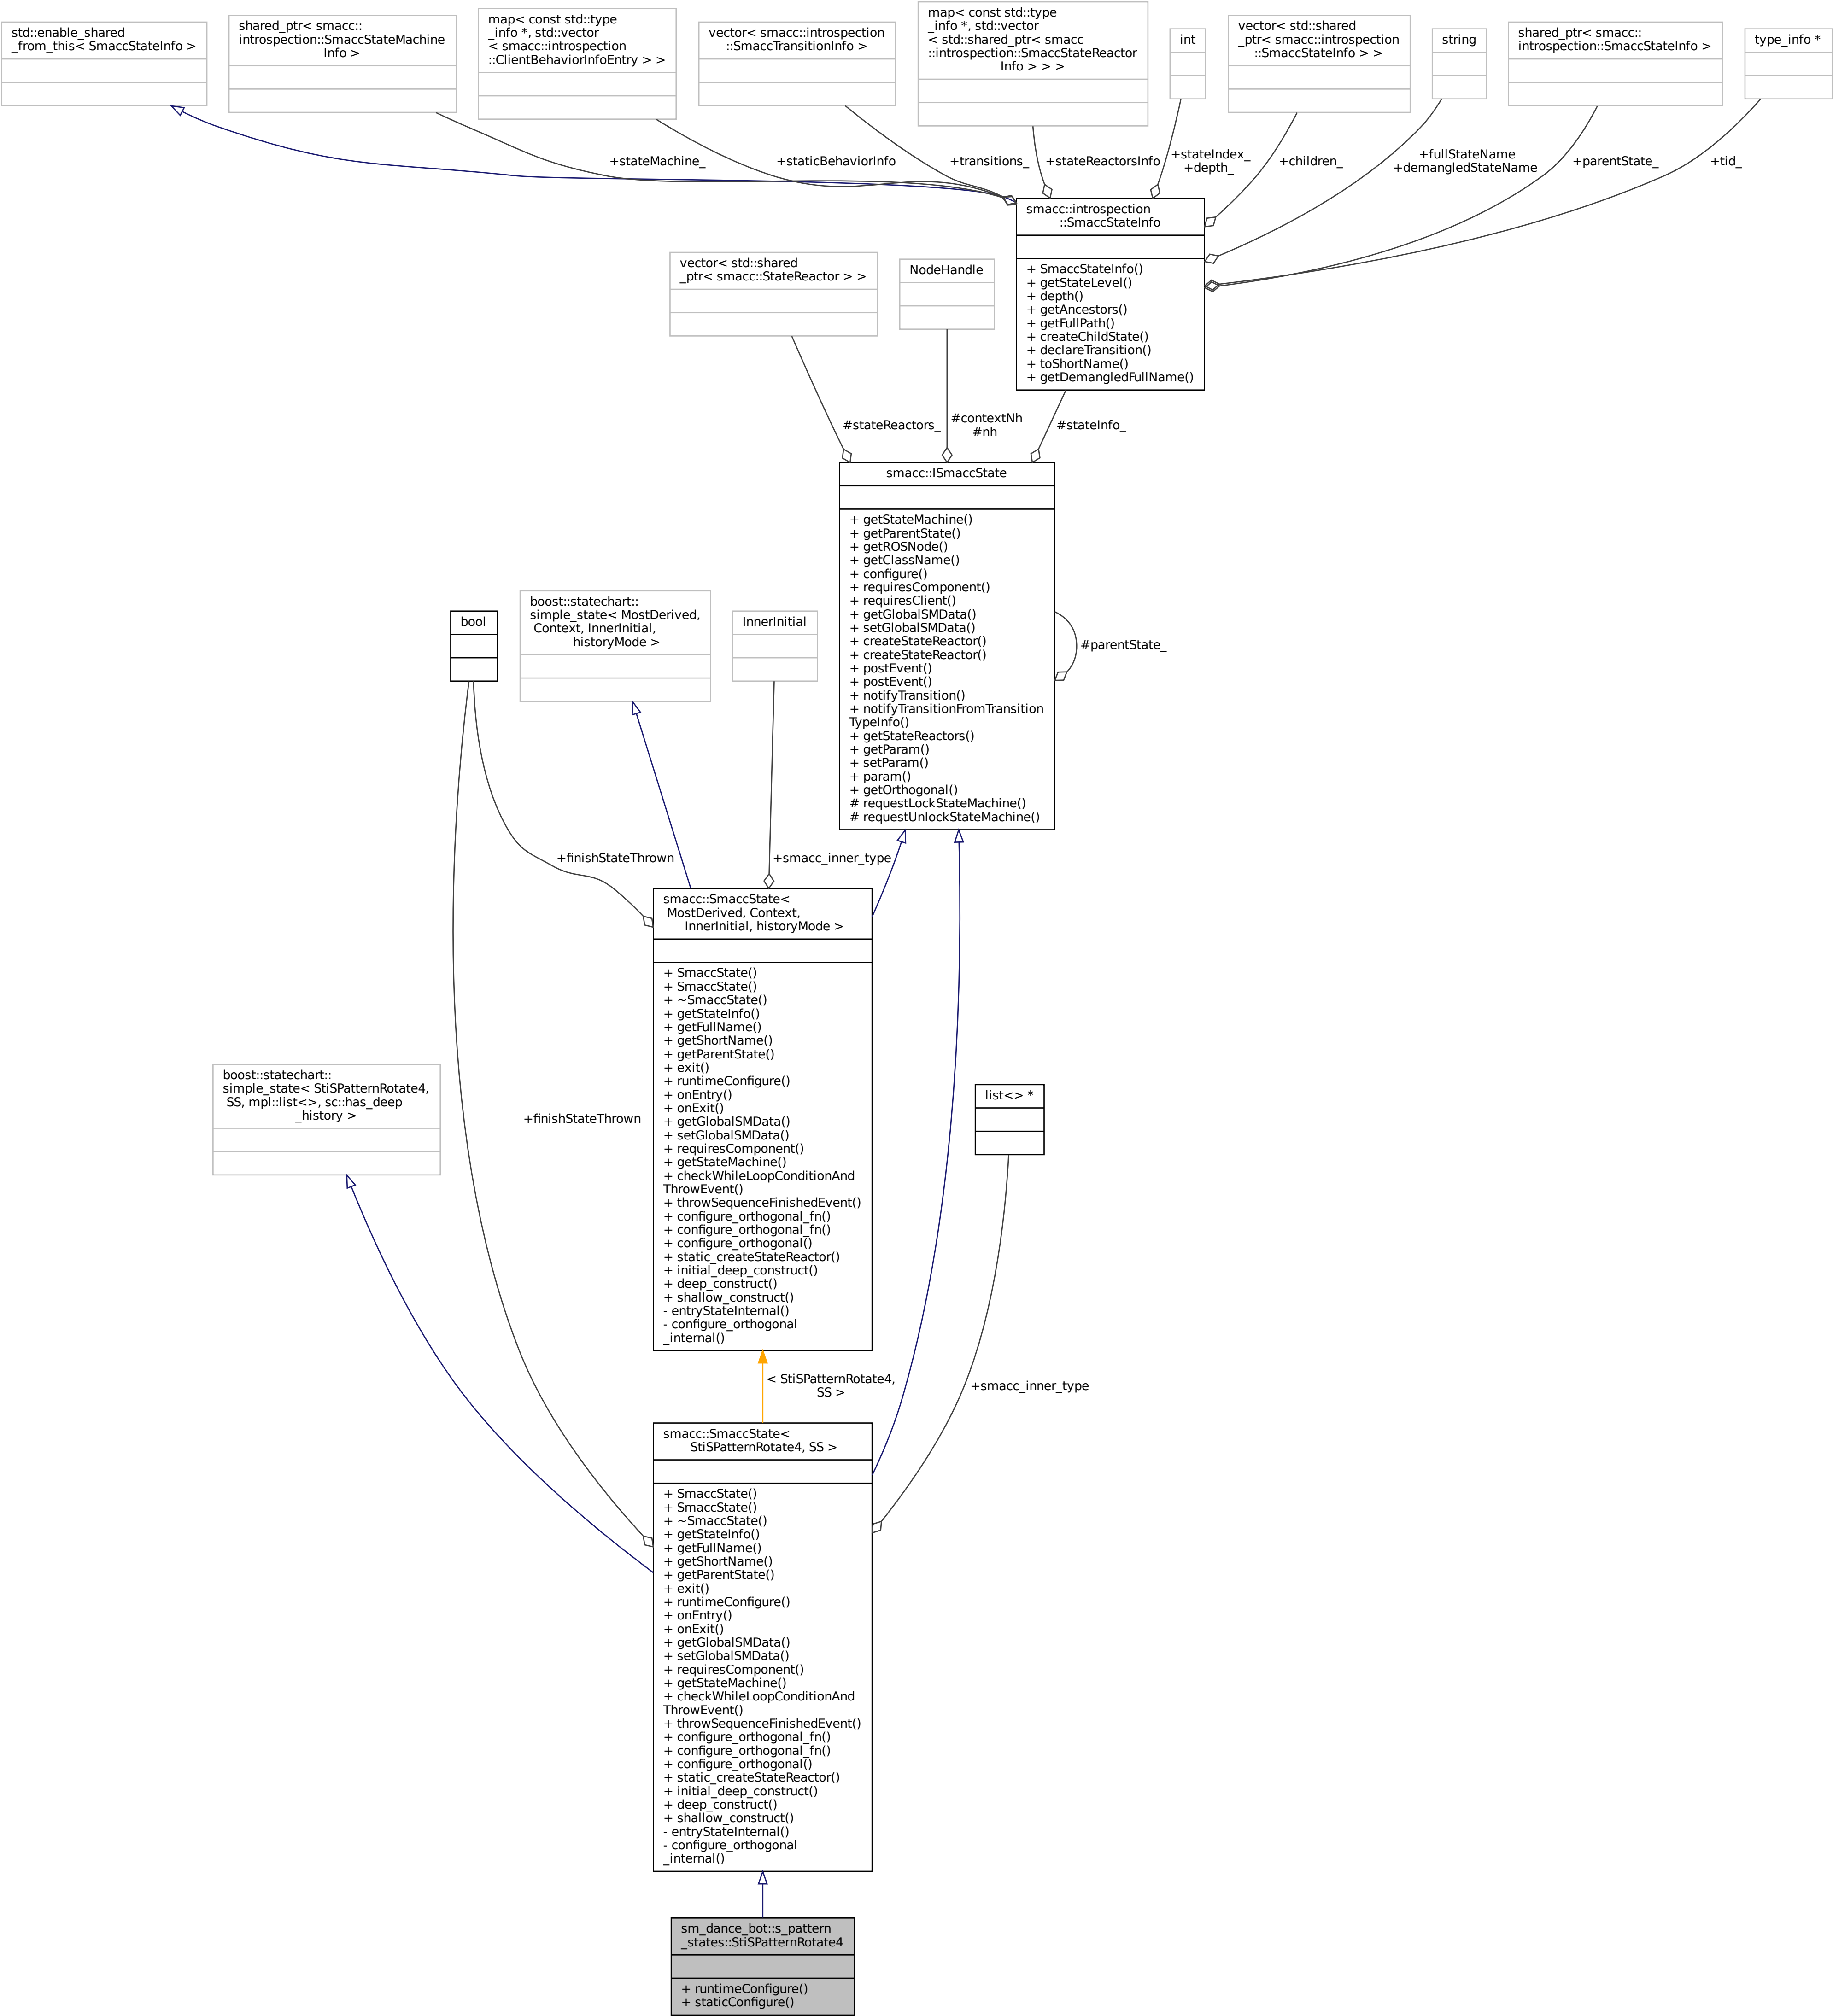 std::enable_shared
_from_this< SmaccStateInfo >
shared_ptr< smacc::
introspection::SmaccStateMachine
Info >
map< const std::type
_info *, std::vector
< smacc::introspection
::ClientBehaviorInfoEntry > >
vector< smacc::introspection
::SmaccTransitionInfo >
map< const std::type
_info *, std::vector
< std::shared_ptr< smacc
::introspection::SmaccStateReactor
Info > > >
int
vector< std::shared
_ptr< smacc::introspection
::SmaccStateInfo > >
string
shared_ptr< smacc::
introspection::SmaccStateInfo >
type_info *
+stateMachine_
+staticBehaviorInfo
+transitions_
+stateReactorsInfo
+stateIndex_
+depth_
+children_
+fullStateName
+demangledStateName
+parentState_
+tid_
smacc::introspection
::SmaccStateInfo
+ SmaccStateInfo()
+ getStateLevel()
+ depth()
+ getAncestors()
+ getFullPath()
+ createChildState()
+ declareTransition()
+ toShortName()
+ getDemangledFullName()
vector< std::shared
_ptr< smacc::StateReactor > >
NodeHandle
#stateReactors_
#contextNh
#nh
#stateInfo_
smacc::ISmaccState
+ getStateMachine()
+ getParentState()
+ getROSNode()
+ getClassName()
+ configure()
+ requiresComponent()
+ requiresClient()
+ getGlobalSMData()
+ setGlobalSMData()
+ createStateReactor()
+ createStateReactor()
+ postEvent()
+ postEvent()
+ notifyTransition()
+ notifyTransitionFromTransition
TypeInfo()
+ getStateReactors()
+ getParam()
+ setParam()
+ param()
+ getOrthogonal()
# requestLockStateMachine()
# requestUnlockStateMachine()
#parentState_
bool
boost::statechart::
simple_state< MostDerived,
Context, InnerInitial,
historyMode >
InnerInitial
+finishStateThrown
+smacc_inner_type
smacc::SmaccState<
MostDerived, Context,
InnerInitial, historyMode >
+ SmaccState()
+ SmaccState()
+ ~SmaccState()
+ getStateInfo()
+ getFullName()
+ getShortName()
+ getParentState()
+ exit()
+ runtimeConfigure()
+ onEntry()
+ onExit()
+ getGlobalSMData()
+ setGlobalSMData()
+ requiresComponent()
+ getStateMachine()
+ checkWhileLoopConditionAnd
ThrowEvent()
+ throwSequenceFinishedEvent()
+ configure_orthogonal_fn()
+ configure_orthogonal_fn()
+ configure_orthogonal()
+ static_createStateReactor()
+ initial_deep_construct()
+ deep_construct()
+ shallow_construct()
- entryStateInternal()
- configure_orthogonal
_internal()
boost::statechart::
simple_state< StiSPatternRotate4,
SS, mpl::list<>, sc::has_deep
_history >
+finishStateThrown
list<> *
< StiSPatternRotate4,
SS >
+smacc_inner_type
smacc::SmaccState<
StiSPatternRotate4, SS >
+ SmaccState()
+ SmaccState()
+ ~SmaccState()
+ getStateInfo()
+ getFullName()
+ getShortName()
+ getParentState()
+ exit()
+ runtimeConfigure()
+ onEntry()
+ onExit()
+ getGlobalSMData()
+ setGlobalSMData()
+ requiresComponent()
+ getStateMachine()
+ checkWhileLoopConditionAnd
ThrowEvent()
+ throwSequenceFinishedEvent()
+ configure_orthogonal_fn()
+ configure_orthogonal_fn()
+ configure_orthogonal()
+ static_createStateReactor()
+ initial_deep_construct()
+ deep_construct()
+ shallow_construct()
- entryStateInternal()
- configure_orthogonal
_internal()
sm_dance_bot::s_pattern
_states::StiSPatternRotate4
+ runtimeConfigure()
+ staticConfigure()